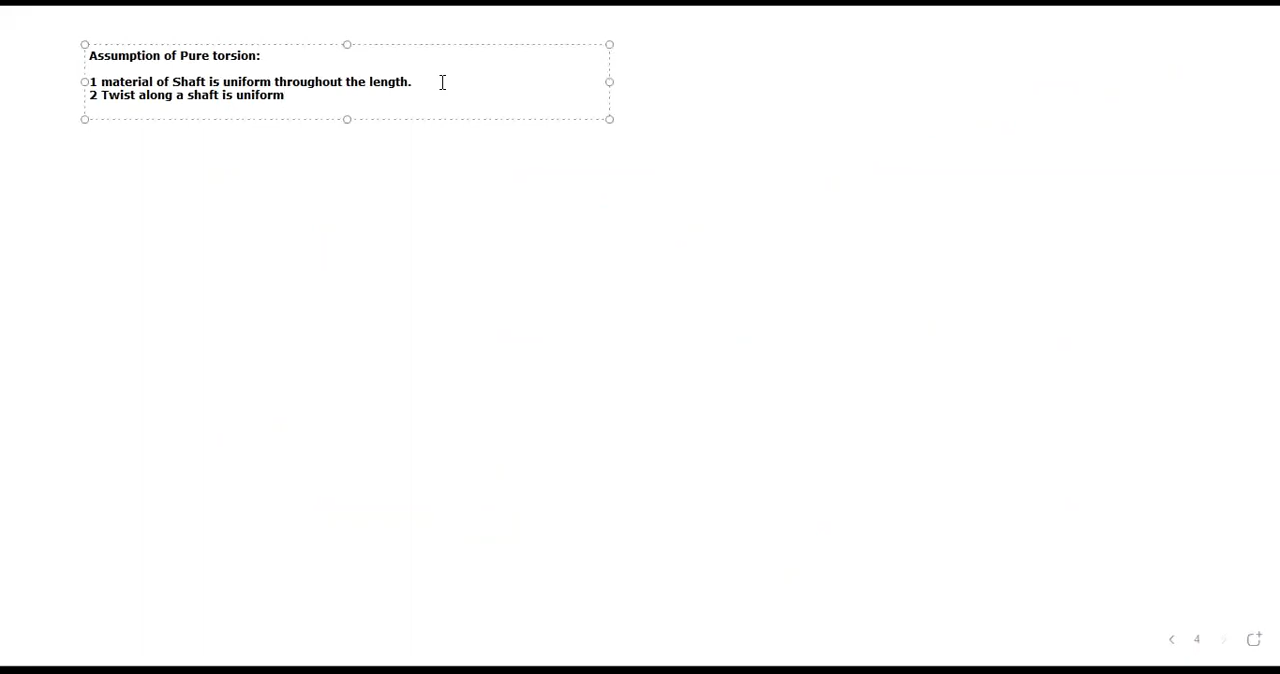 Assumption of Pure torsion:
1 material of Shaft is uniform throughout the length.
2 Twist along a shaft is uniform
4